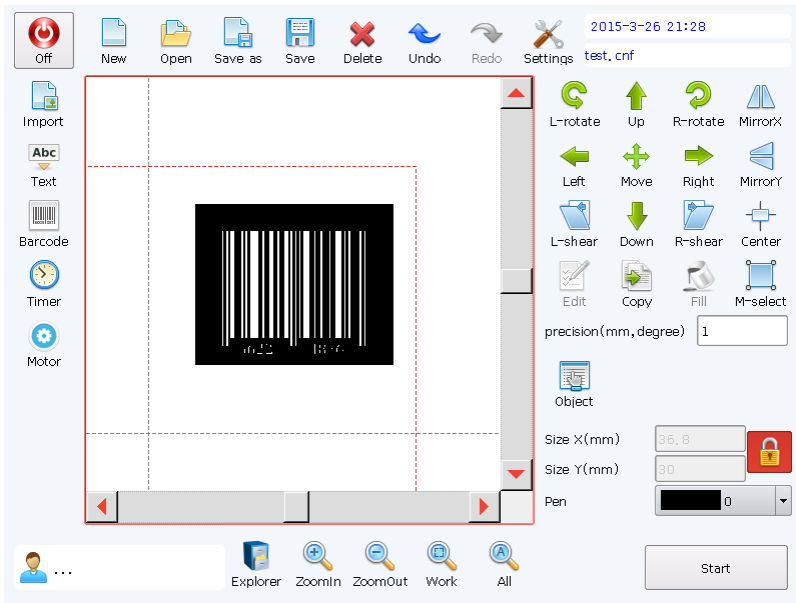 2015-3-26 21:28
Off
New
Open
Save as
Save
Delete
Undo
Redo
Settings
test.cnf
Import
L-rotate
Up
R-rotate
MirrorX
Abc
Text
Left
Move
Right
MirrorY
Barcode
L-shear
Down
R-shear
Center
Timer
Edit
Copy
Fill
M-select
precision(mm,degree)
1
Motor
Object
Size X(mm)
36.8
Size Y(mm)
30
Pen
0
...
Explorer
ZoomIn
ZoomOut
Work
A
All
Start